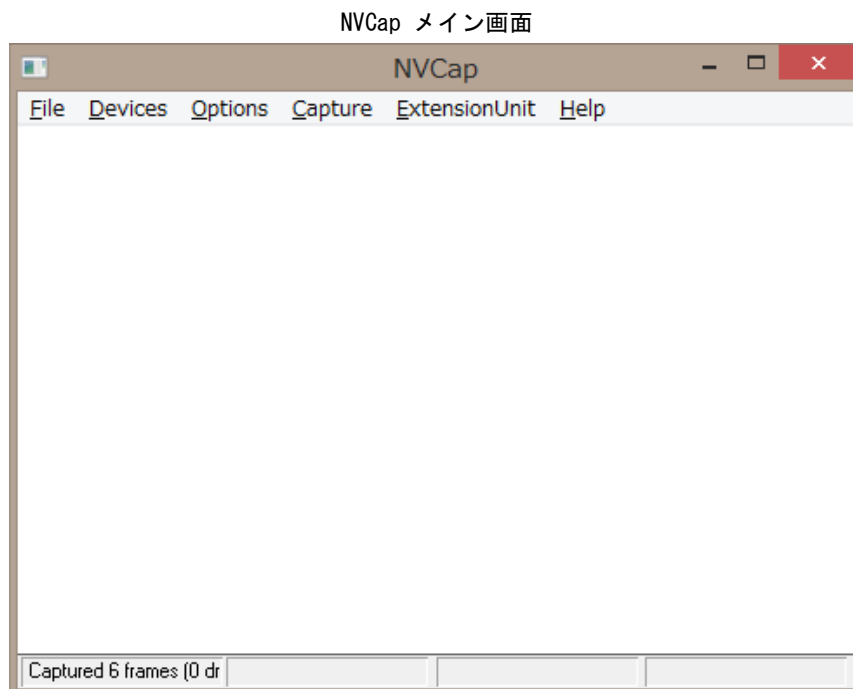 NVCap メイン画面
NVCap
File Devices Options Capture ExtensionUnit Help
Captured 6 frames (0 dr